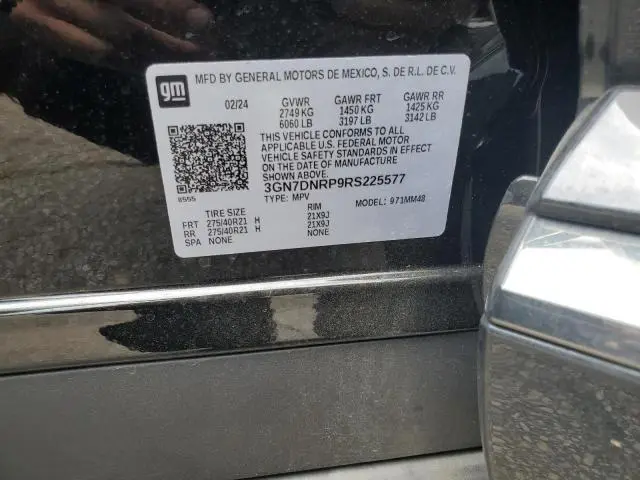 gm
MFD BY GENERAL MOTORS DE MEXICO, S. DE R.L. DE C.V.
02/24 GVWR GAWR FRT GAWR RR
2749 KG 1450 KG 1425 KG
6060 LB 3197 LB 3142 LB
THIS VEHICLE CONFORMS TO ALL
APPLICABLE U.S. FEDERAL MOTOR
VEHICLE SAFETY STANDARDS IN EFFECT
ON THE DATE OF MANUFACTURE
SHOWN ABOVE.
3GN7DNRP9RS225577
8555 TYPE: MPV MODEL: 971MM48
TIRE SIZE RIM
FRT 275/40R21 H 21X9J
RR 275/40R21 H 21X9J
SPA NONE NONE